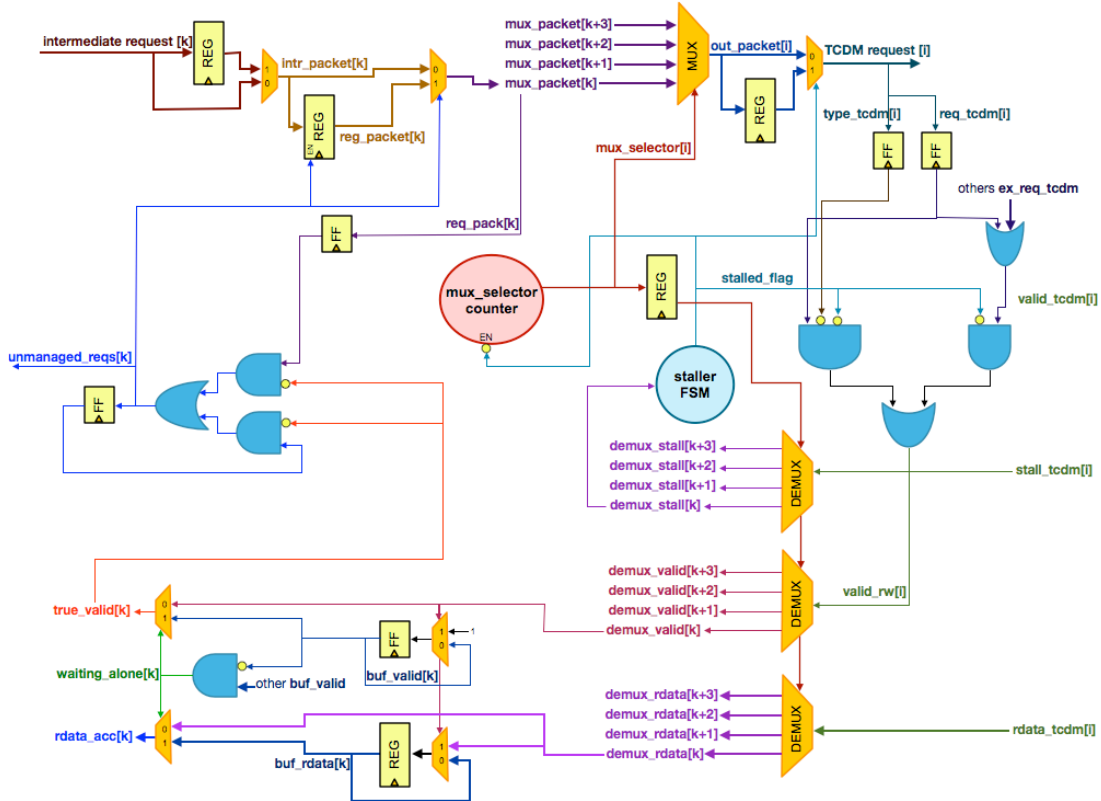 intermediate request [k]
REG
1
0
intr_packet[k]
REG
EN
reg_packet[k]
0
1
mux_packet[k+3]
mux_packet[k+2]
mux_packet[k+1]
mux_packet[k]
MUX
out_packet[i]
REG
0
1
TCDM request [i]
type_tcdm[i]
req_tcdm[i]
FF
FF
others ex_req_tcdm
mux_selector[i]
req_pack[k]
FF
mux_selector
counter
EN
REG
stalled_flag
valid_tcdm[i]
unmanaged_reqs[k]
FF
staller
FSM
demux_stall[k+3]
demux_stall[k+2]
demux_stall[k+1]
demux_stall[k]
DEMUX
stall_tcdm[i]
demux_valid[k+3]
demux_valid[k+2]
demux_valid[k+1]
demux_valid[k]
DEMUX
valid_rw[i]
true_valid[k]
0
1
FF
1
0
1
buf_valid[k]
waiting_alone[k]
other buf_valid
demux_rdata[k+3]
demux_rdata[k+2]
demux_rdata[k+1]
demux_rdata[k]
DEMUX
rdata_tcdm[i]
rdata_acc[k]
0
1
buf_rdata[k]
REG
1
0